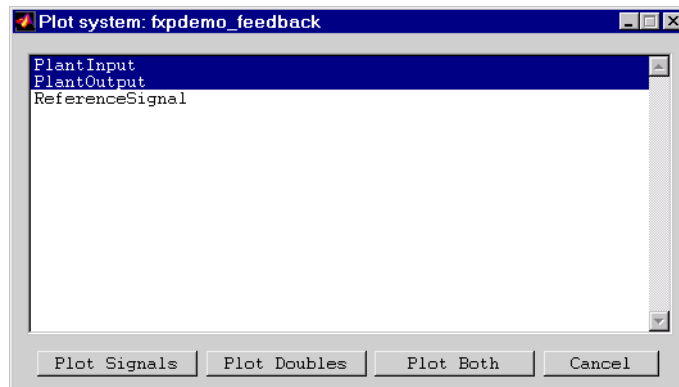 Plot system: fxpdemo_feedback
PlantInput
PlantOutput
ReferenceSignal
Plot Signals Plot Doubles Plot Both Cancel